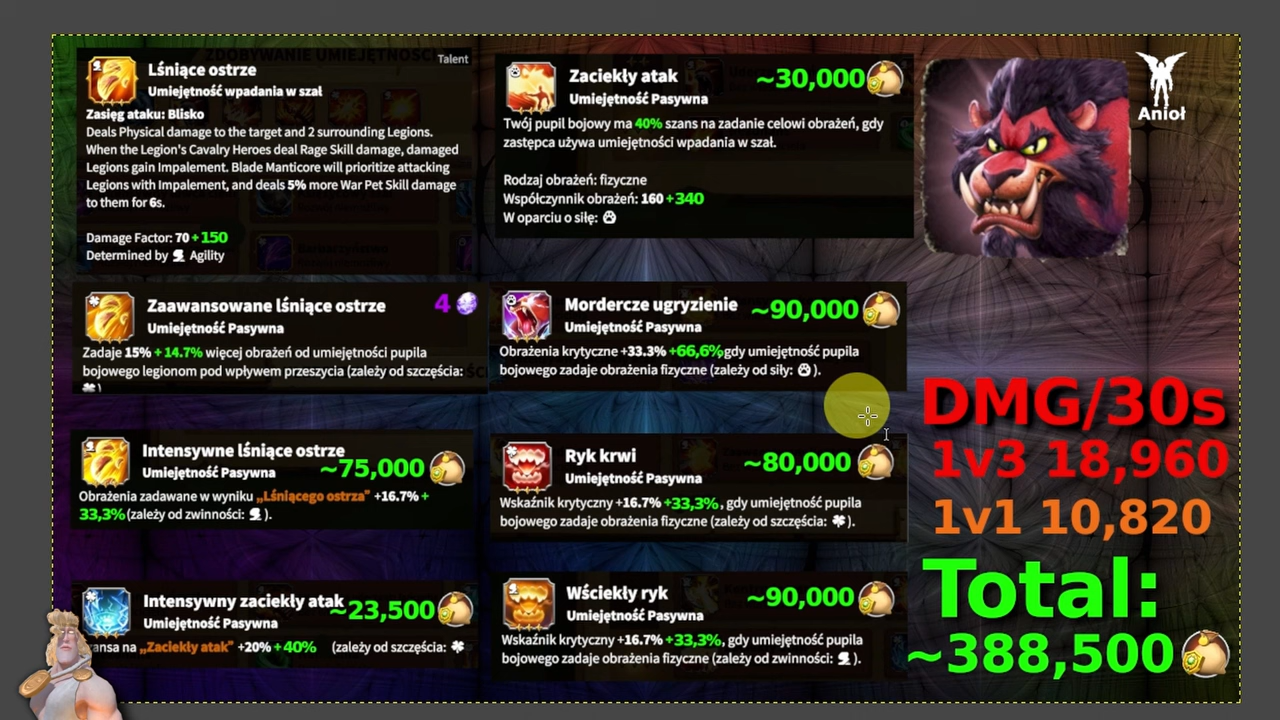 ZDOBYWANIE UMIEJĘTNOŚCI
Lśniące ostrze
Talent
Umiejętność wpadania w szał
Zasięg ataku: Blisko
Deals Physical damage to the target and 2 surrounding Legions.
When the Legion's Cavalry Heroes deal Rage Skill damage, damaged
Legions gain Impalement. Blade Manticore will prioritize attacking
Legions with Impalement, and deals 5% more War Pet Skill damage
to them for 6s.
Damage Factor: 70 +150
Determined by Agility
Zaawansowane lśniące ostrze
4
Umiejętność Pasywna
Zadaje 15% +14.7% więcej obrażeń od umiejętności pupila
bojowego legionom pod wpływem przeszycia (zależy od szczęścia:
).
Intensywne lśniące ostrze
Umiejętność Pasywna
~75,000
Obrażenia zadawane w wyniku „Lśniącego ostrza" +16.7% +
33,3% (zależy od zwinności: ).
Intensywny zaciekły atak
~23,500
Umiejętność Pasywna
„Zaciekły atak" +20% +40% (zależy od szczęścia:
Zaciekły atak
~30,000
Umiejętność Pasywna
Twój pupil bojowy ma 40% szans na zadanie celowi obrażeń, gdy
zastępca używa umiejętności wpadania w szał.
Rodzaj obrażeń: fizyczne
Współczynnik obrażeń: 160 +340
W oparciu o siłę:
Mordercze ugryzienie
~90,000
Umiejętność Pasywna
Obrażenia krytyczne +33.3% +66,6% gdy umiejętność pupila
bojowego zadaje obrażenia fizyczne (zależy od siły: ).
Ryk krwi
~80,000
Umiejętność Pasywna
Wskaźnik krytyczny +16.7% +33,3% , gdy umiejętność pupila
bojowego zadaje obrażenia fizyczne (zależy od szczęścia: ).
Wściekły ryk
~90,000
Umiejętność Pasywna
Wskaźnik krytyczny +16.7% +33,3%, gdy umiejętność pupila
bojowego zadaje obrażenia fizyczne (zależy od zwinności: ).
Anioł
DMG/30s
1v3 18,960
1v1 10,820
Total:
~388,500